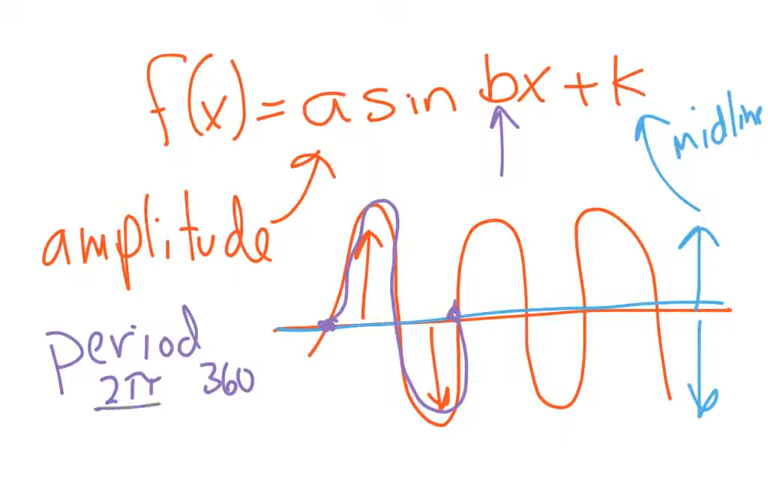 f(x) = a sin bx + k
midline
amplitude
period
2π 360